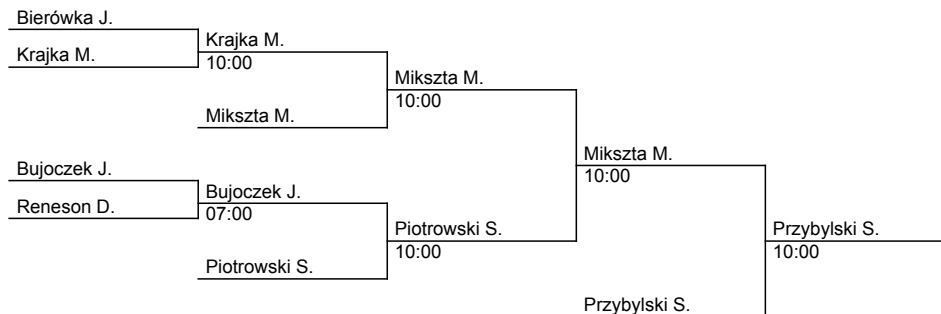 Bierówka J.
Krajka M.
Krajka M.
10:00
Mikszta M.
Mikszta M.
10:00
Bujoczek J.
Reneson D.
Bujoczek J.
07:00
Piotrowski S.
Piotrowski S.
10:00
Mikszta M.
10:00
Przybylski S.
Przybylski S.
10:00